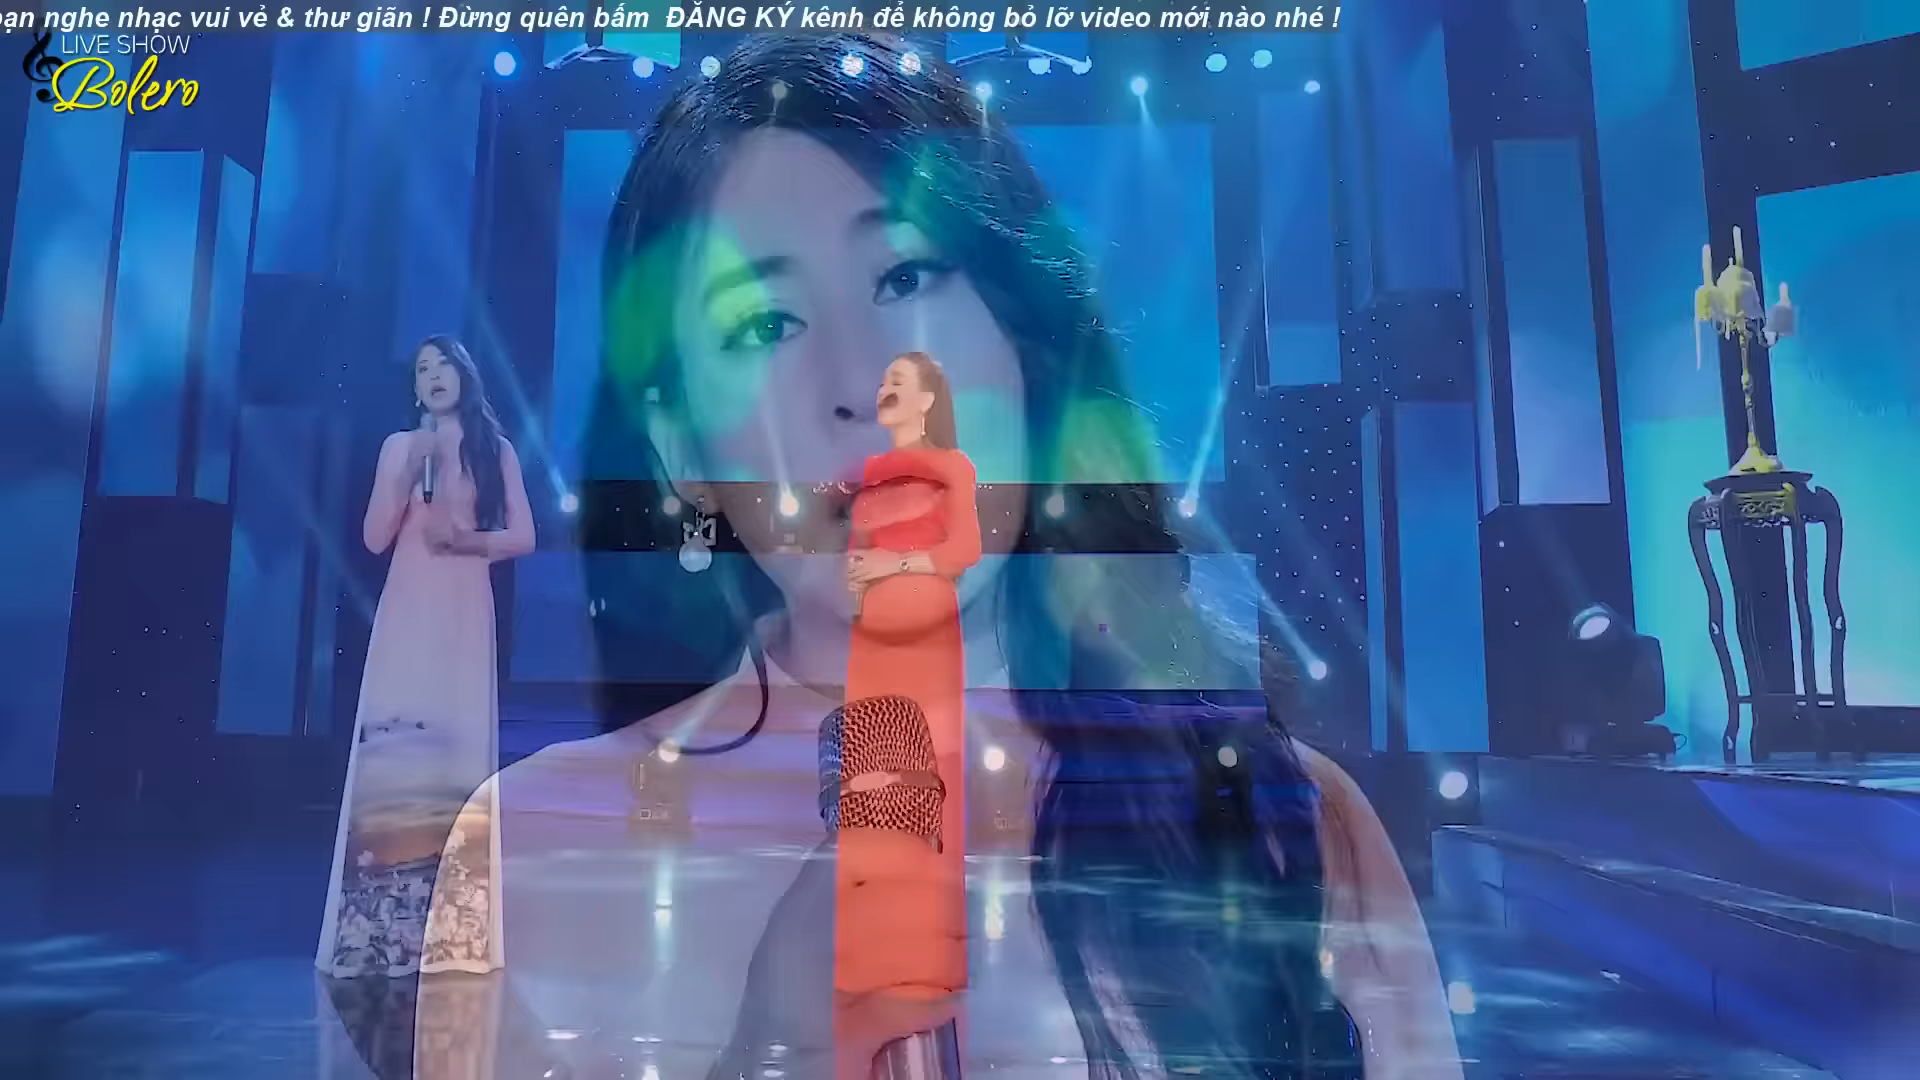 bạn nghe nhạc vui vẻ & thư giãn ! Đừng quên bấm ĐĂNG KÝ kênh để không bỏ lỡ video mới nào nhé !
LIVE SHOW
Bolero